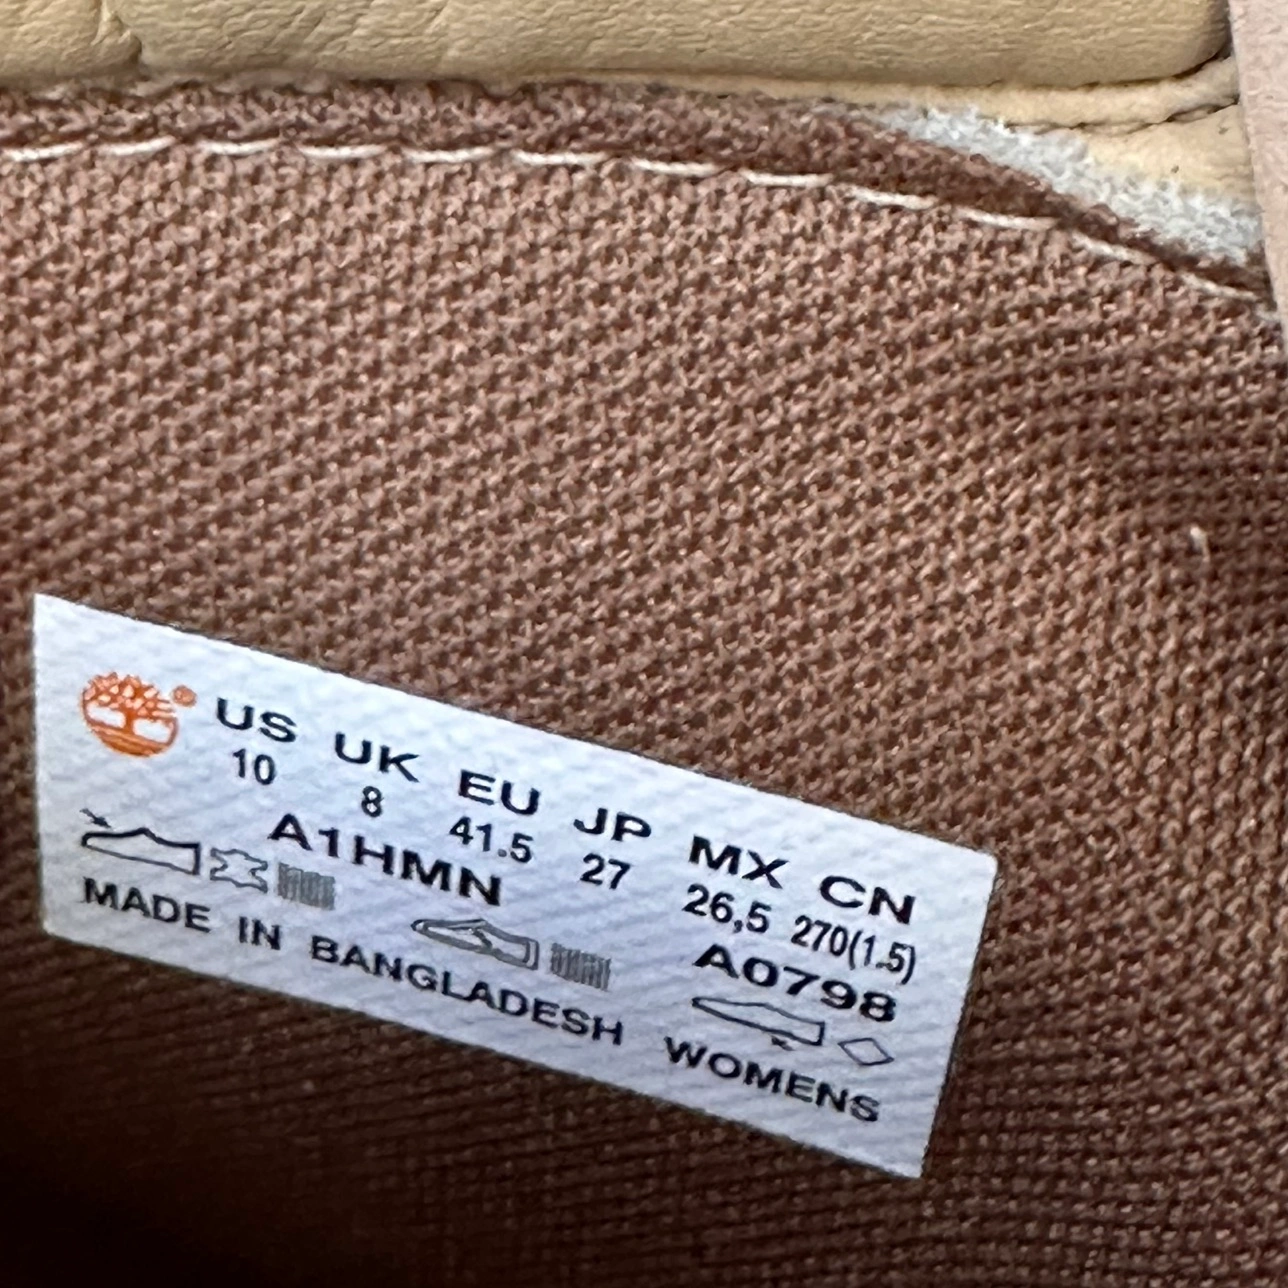 ® US UK EU JP MX CN
10 8 41.5 27 26,5 270(1.5)
A1HMN A0798
MADE IN BANGLADESH WOMENS